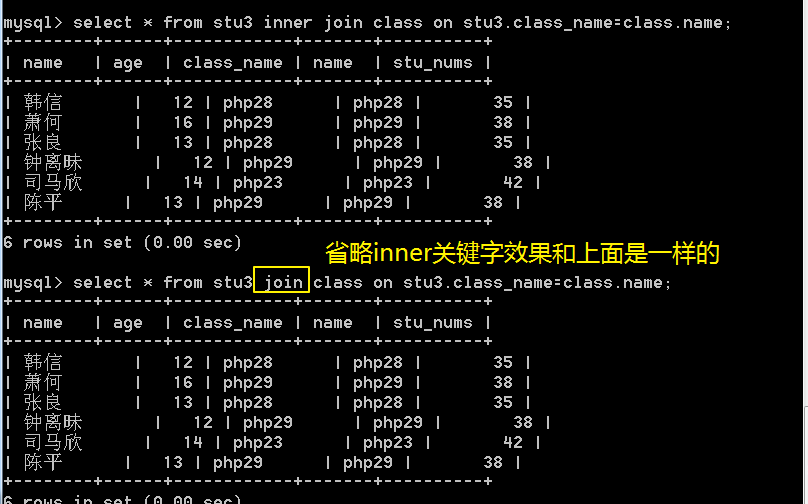 mysql> select * from stu3 inner join class on stu3.class_name=class.name;
+--------+------+------------+-------+----------+
| name   | age  | class_name | name  | stu_nums |
+--------+------+------------+-------+----------+
| 韩信       |   12 | php28      | php28 |       35 |
| 萧何       |   16 | php29      | php29 |       38 |
| 张良       |   13 | php28      | php28 |       35 |
| 钟离昧       |   12 | php29      | php29 |       38 |
| 司马欣      |   14 | php23      | php23 |       42 |
| 陈平     |   13 | php29      | php29 |       38 |
+--------+------+------------+-------+----------+
6 rows in set (0.00 sec)
省略inner关键字效果和上面是一样的
mysql> select * from stu3 join class on stu3.class_name=class.name;
+--------+------+------------+-------+----------+
| name   | age  | class_name | name  | stu_nums |
+--------+------+------------+-------+----------+
| 韩信       |   12 | php28      | php28 |       35 |
| 萧何       |   16 | php29      | php29 |       38 |
| 张良       |   13 | php28      | php28 |       35 |
| 钟离昧       |   12 | php29      | php29 |       38 |
| 司马欣      |   14 | php23      | php23 |       42 |
| 陈平     |   13 | php29      | php29 |       38 |
+--------+------+------------+-------+----------+
6 rows in set (0.00 sec)